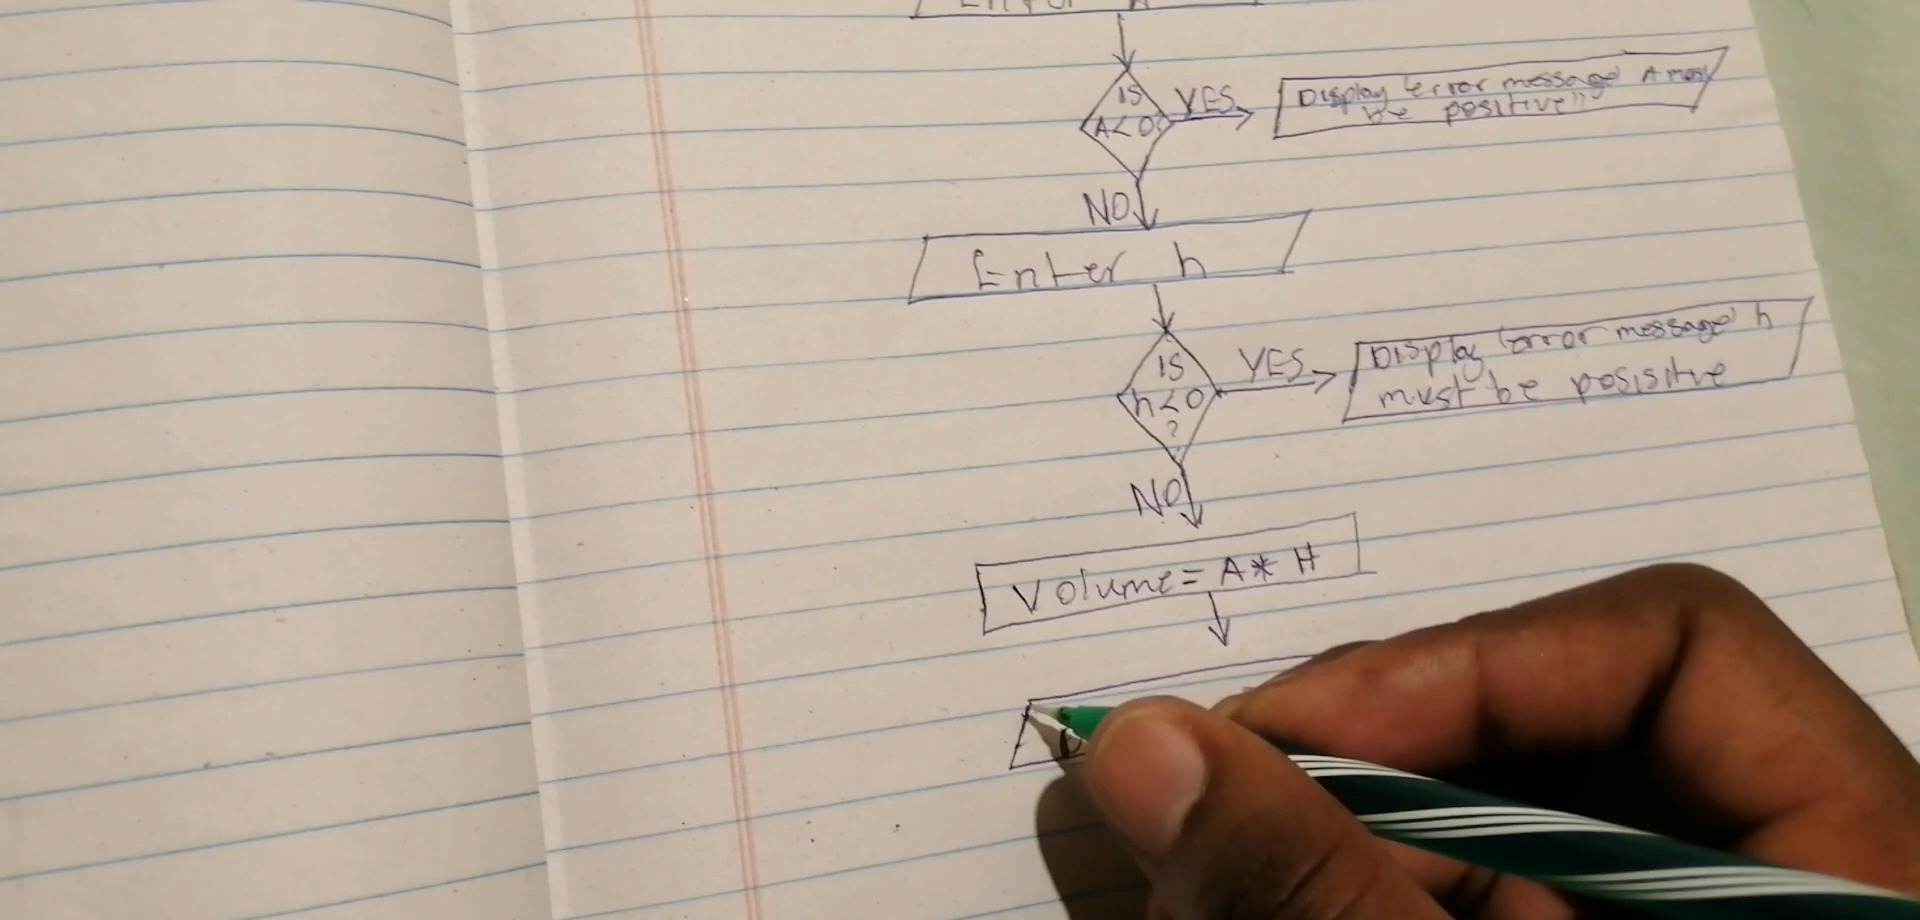 Enter A
IS
A<0?
YES
Display "error message A must
be positive"
NO
Enter h
IS
h<0
?
YES
Display "error message" h
must be posisitve
NO
Volume = A * H